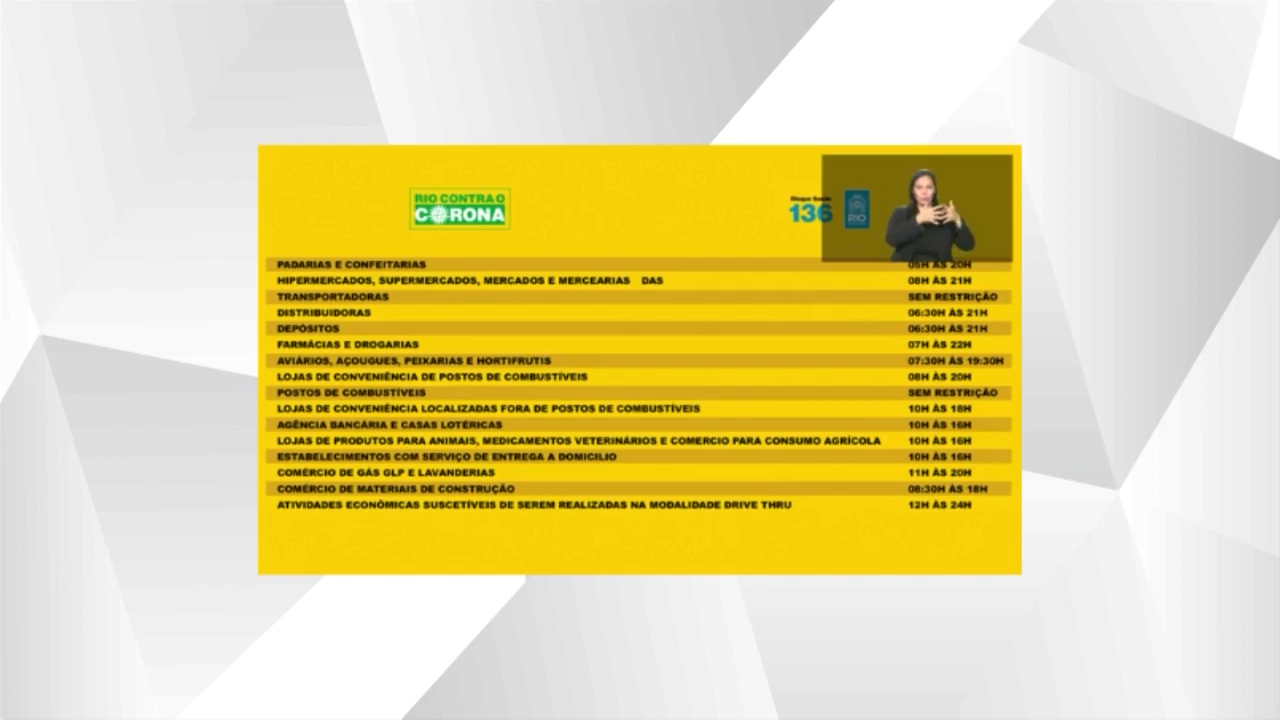 RIO CONTRA O
CORONA
Disque Saúde
136
RIO
PADARIAS E CONFEITARIAS 05H ÀS 20H
HIPERMERCADOS, SUPERMERCADOS, MERCADOS E MERCEARIAS DAS 08H ÀS 21H
TRANSPORTADORAS SEM RESTRIÇÃO
DISTRIBUIDORAS 06:30H ÀS 21H
DEPÓSITOS 06:30H ÀS 21H
FARMÁCIAS E DROGARIAS 07H ÀS 22H
AVIÁRIOS, AÇOUGUES, PEIXARIAS E HORTIFRUTIS 07:30H ÀS 19:30H
LOJAS DE CONVENIÊNCIA DE POSTOS DE COMBUSTÍVEIS 08H ÀS 20H
POSTOS DE COMBUSTÍVEIS SEM RESTRIÇÃO
LOJAS DE CONVENIÊNCIA LOCALIZADAS FORA DE POSTOS DE COMBUSTÍVEIS 10H ÀS 18H
AGÊNCIA BANCÁRIA E CASAS LOTÉRICAS 10H ÀS 16H
LOJAS DE PRODUTOS PARA ANIMAIS, MEDICAMENTOS VETERINÁRIOS E COMERCIO PARA CONSUMO AGRÍCOLA 10H ÀS 16H
ESTABELECIMENTOS COM SERVIÇO DE ENTREGA A DOMICILIO 10H ÀS 16H
COMÉRCIO DE GÁS GLP E LAVANDERIAS 11H ÀS 20H
COMÉRCIO DE MATERIAIS DE CONSTRUÇÃO 08:30H ÀS 18H
ATIVIDADES ECONÔMICAS SUSCETÍVEIS DE SEREM REALIZADAS NA MODALIDADE DRIVE THRU 12H ÀS 24H